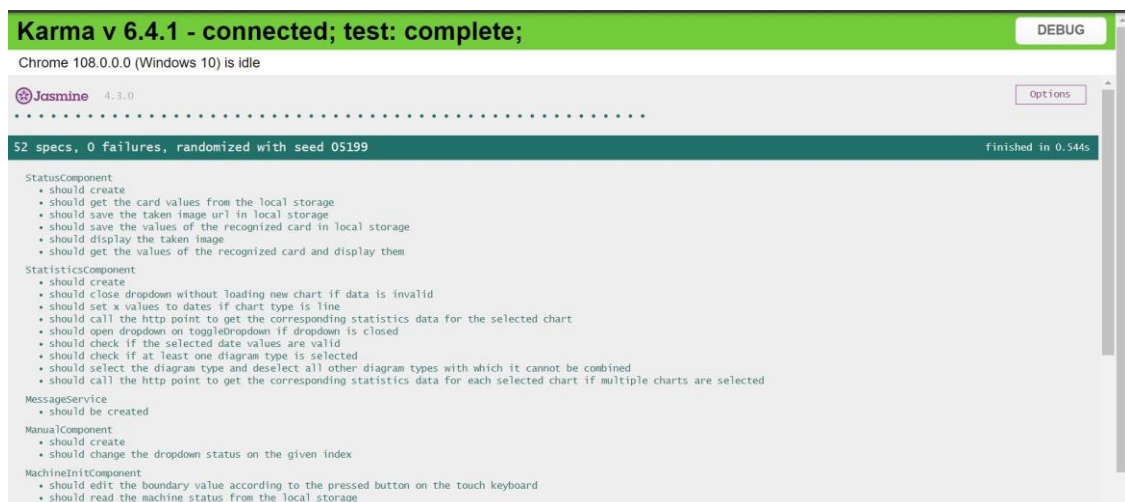 Karma v 6.4.1 - connected; test: complete;
DEBUG
Chrome 108.0.0.0 (Windows 10) is idle
Jasmine 4.3.0
Options
52 specs, 0 failures, randomized with seed 05199
finished in 0.544s
StatusComponent
• should create
• should get the card values from the local storage
• should save the taken image url in local storage
• should save the values of the recognized card in local storage
• should display the taken image
• should get the values of the recognized card and display them
StatisticsComponent
• should create
• should close dropdown without loading new chart if data is invalid
• should set x values to dates if chart type is line
• should call the http point to get the corresponding statistics data for the selected chart
• should open dropdown on toggleDropdown if dropdown is closed
• should check if the selected date values are valid
• should check if at least one diagram type is selected
• should select the diagram type and deselect all other diagram types with which it cannot be combined
• should call the http point to get the corresponding statistics data for each selected chart if multiple charts are selected
MessageService
• should be created
ManualComponent
• should create
• should change the dropdown status on the given index
MachineInitComponent
• should edit the boundary value according to the pressed button on the touch keyboard
• should read the machine status from the local storage